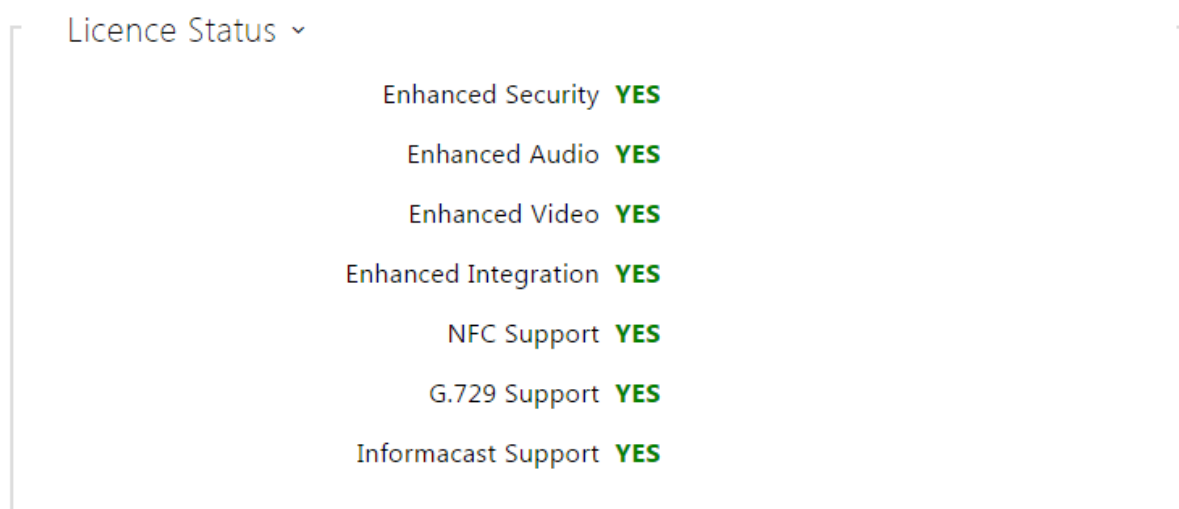 Licence Status
Enhanced Security YES
Enhanced Audio YES
Enhanced Video YES
Enhanced Integration YES
NFC Support YES
G.729 Support YES
Informacast Support YES